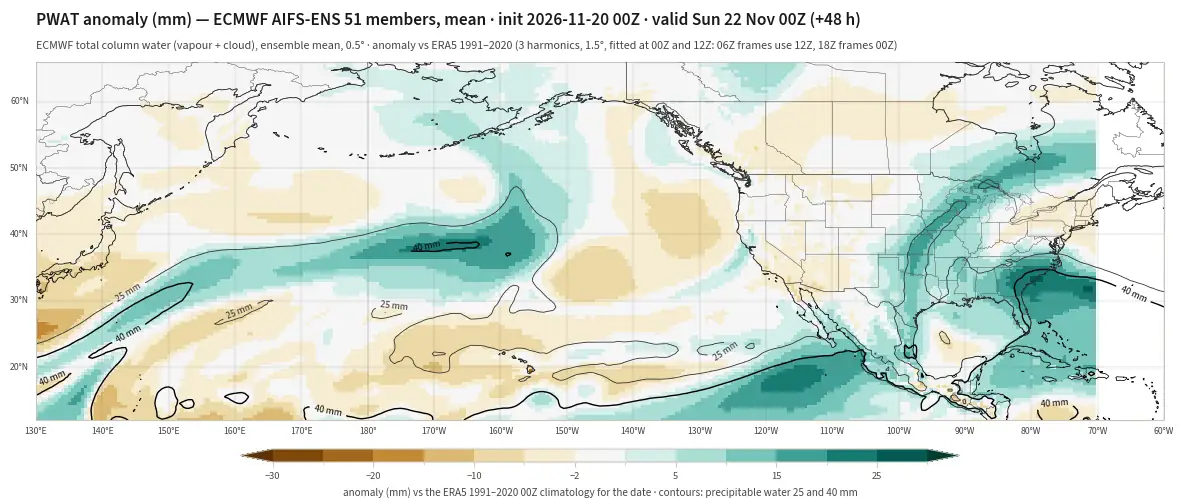 PWAT anomaly (mm) — ECMWF AIFS-ENS 51 members, mean · init 2026-11-20 00Z · valid Sun 22 Nov 00Z (+48 h)
ECMWF total column water (vapour + cloud), ensemble mean, 0.5° · anomaly vs ERA5 1991–2020 (3 harmonics, 1.5°, fitted at 00Z and 12Z: 06Z frames use 12Z, 18Z frames 00Z)
60°N
50°N
40°N
30°N
20°N
40 mm
25 mm
25 mm
25 mm
40 mm
40 mm
40 mm
25 mm
40 mm
40 mm
130°E 140°E 150°E 160°E 170°E 180° 170°W 160°W 150°W 140°W 130°W 120°W 110°W 100°W 90°W 80°W 70°W 60°W
−30 −20 −10 −2 5 15 25
anomaly (mm) vs the ERA5 1991–2020 00Z climatology for the date · contours: precipitable water 25 and 40 mm